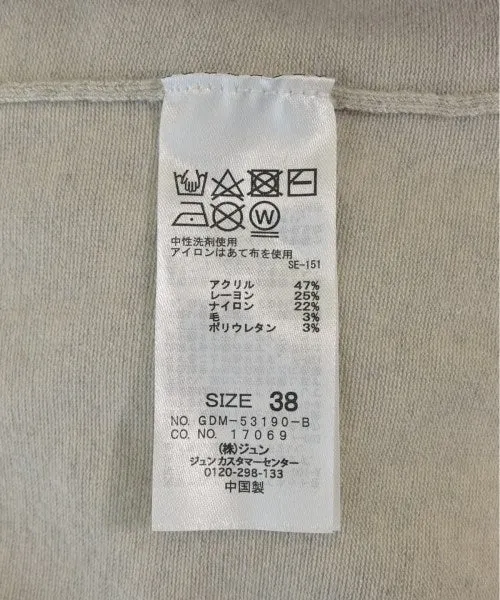 W
中性洗剤使用
アイロンはあて布を使用
SE-151
アクリル 47%
レーヨン 25%
ナイロン 22%
毛 3%
ポリウレタン 3%
SIZE 38
NO. GDM-53190-B
CO. NO. 17069
(株)ジュン
ジュンカスタマーセンター
0120-298-133
中国製